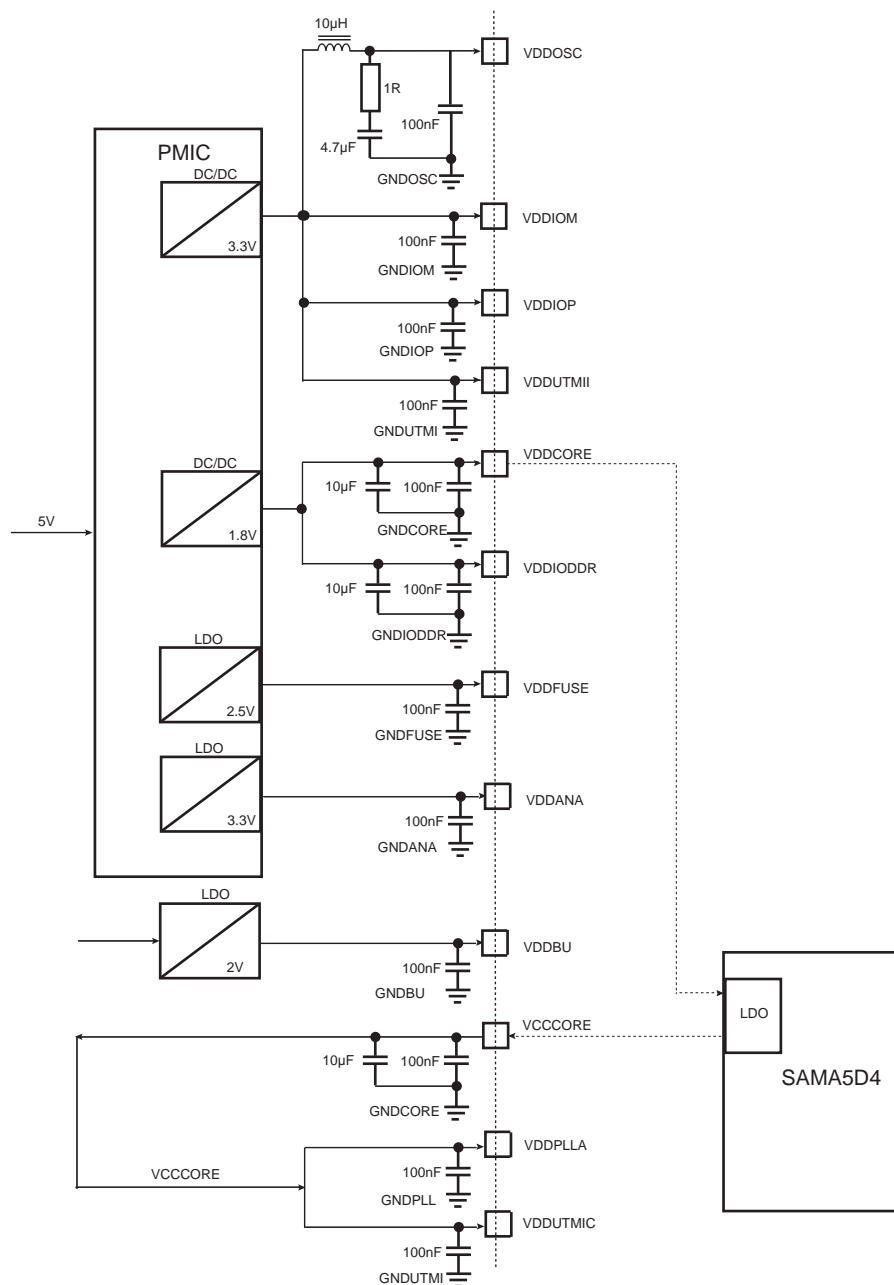 10µH
VDDOSC
1R
100nF
4.7µF
GNDOSC
PMIC
DC/DC
3.3V
VDDIOM
100nF
GNDIOM
VDDIOP
100nF
GNDIOP
VDDUTMII
100nF
GNDUTMI
VDDCORE
DC/DC
1.8V
10µF
100nF
GNDCORE
5V
VDDIODDR
10µF
100nF
GNDIODDR
LDO
2.5V
VDDFUSE
100nF
GNDFUSE
LDO
3.3V
VDDANA
100nF
GNDANA
LDO
2V
VDDBU
100nF
GNDBU
VCCCORE
LDO
SAMA5D4
10µF
100nF
GNDCORE
VDDPLLA
100nF
GNDPLL
VCCCORE
VDDUTMIC
100nF
GNDUTMI